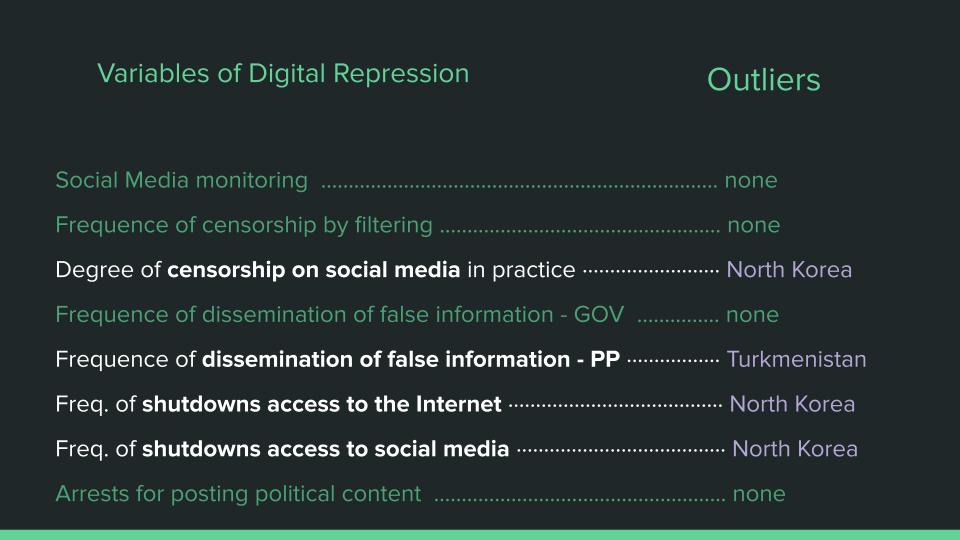 Variables of Digital Repression
Outliers
Social Media monitoring ........................................................................ none
Frequence of censorship by filtering ................................................... none
Degree of censorship on social media in practice ························· North Korea
Frequence of dissemination of false information - GOV ............... none
Frequence of dissemination of false information - PP ················· Turkmenistan
Freq. of shutdowns access to the Internet ······································· North Korea
Freq. of shutdowns access to social media ······································ North Korea
Arrests for posting political content ..................................................... none